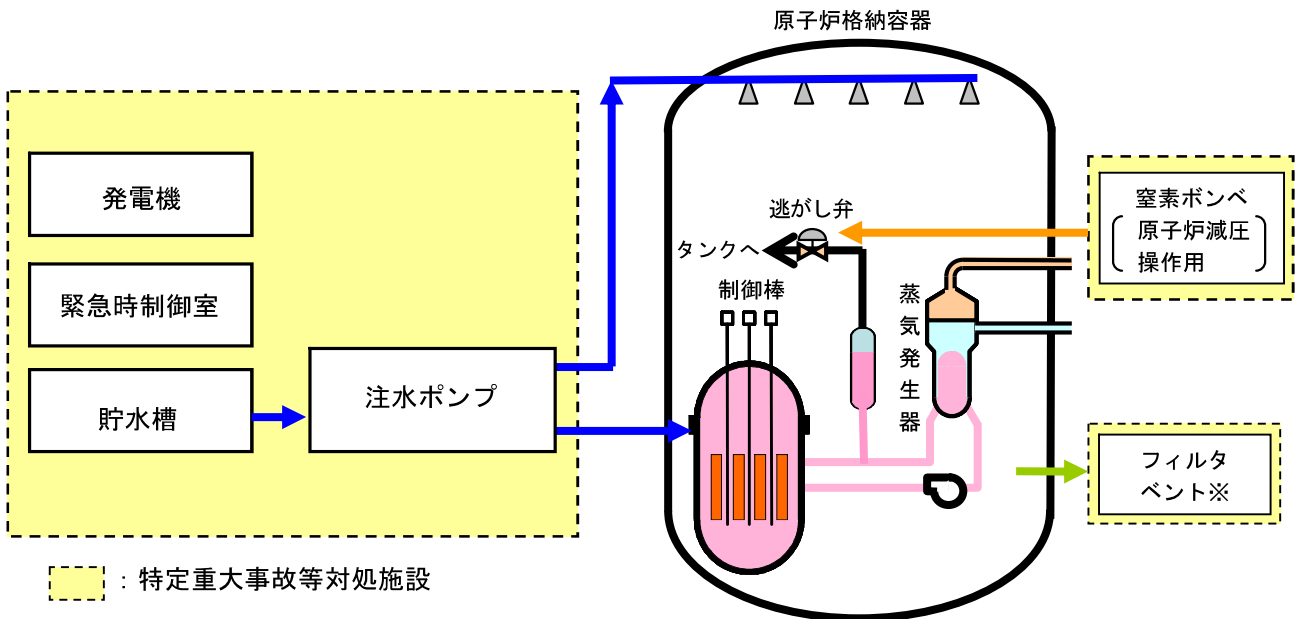 原子炉格納容器
発電機
緊急時制御室
貯水槽
注水ポンプ
逃がし弁
タンクへ
制御棒
蒸気発生器
窒素ボンベ
原子炉減圧
操作用
フィルタ
ベント※
：特定重大事故等対処施設